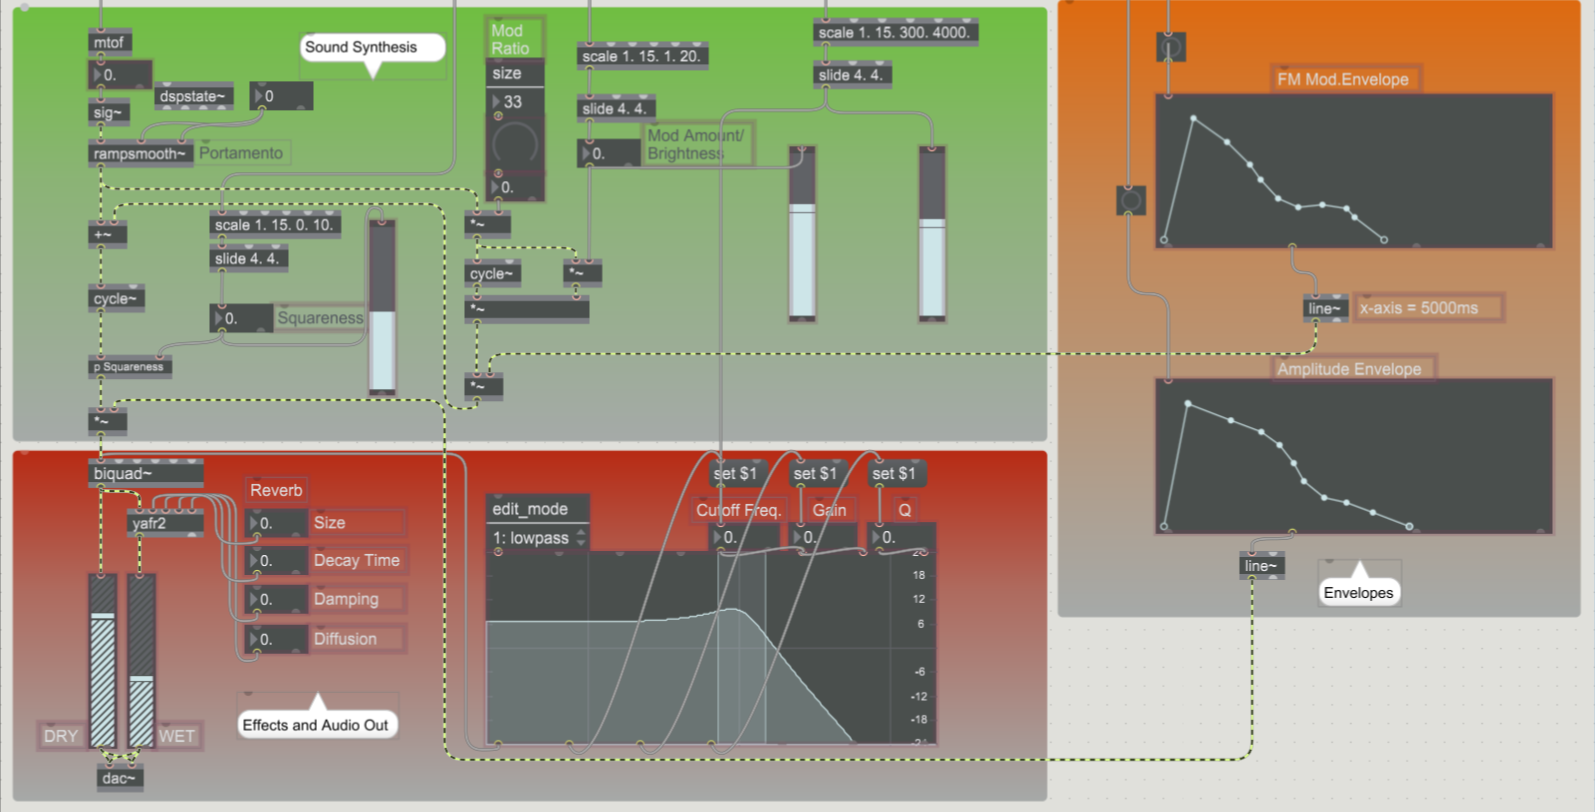 mtof
0.
sig~
dspstate~
0
rampsmooth~
Portamento
Sound Synthesis
Mod
Ratio
size
33
0.
scale 1. 15. 1. 20.
slide 4. 4.
0.
Mod Amount/
Brightness
scale 1. 15. 300. 4000.
slide 4. 4.
+~
scale 1. 15. 0. 10.
slide 4. 4.
0.
Squareness
cycle~
p Squareness
*~
*~
cycle~
*~
*~
*~
FM Mod.Envelope
line~
x-axis = 5000ms
Amplitude Envelope
line~
Envelopes
biquad~
yafr2
Reverb
0.
Size
0.
Decay Time
0.
Damping
0.
Diffusion
Effects and Audio Out
DRY
WET
dac~
edit_mode
1: lowpass
set $1
set $1
set $1
Cutoff Freq.
Gain
Q
0.
0.
0.
18
12
6
-6
-12
-18